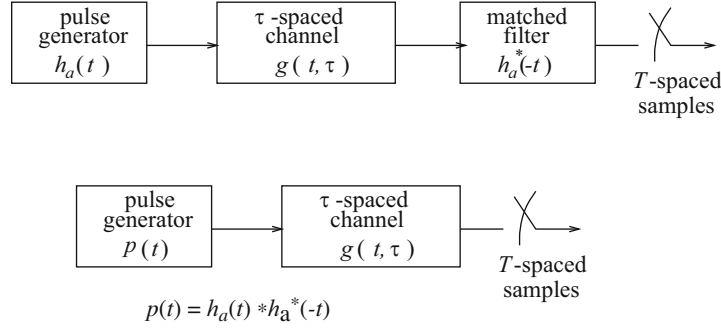 pulse
generator
h_a(t)
τ -spaced
channel
g( t, τ )
matched
filter
h_a^*(-t)
T-spaced
samples
pulse
generator
p(t)
τ -spaced
channel
g( t, τ )
T-spaced
samples
p(t) = h_a(t) *h_a^*(-t)